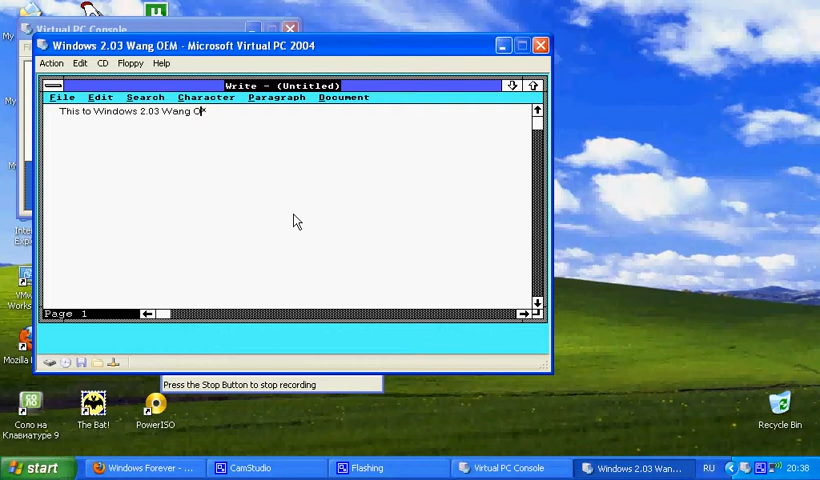 Virtual PC Console
Windows 2.03 Wang OEM - Microsoft Virtual PC 2004
Action Edit CD Floppy Help
Write - (Untitled)
File Edit Search Character Paragraph Document
This to Windows 2.03 Wang O
Page 1
Press the Stop Button to stop recording
Mozilla
Соло на
Клавиатуре 9
The Bat!
PowerISO
Recycle Bin
start
Windows Forever - ...
CamStudio
Flashing
Virtual PC Console
Windows 2.03 Wan...
RU
20:38